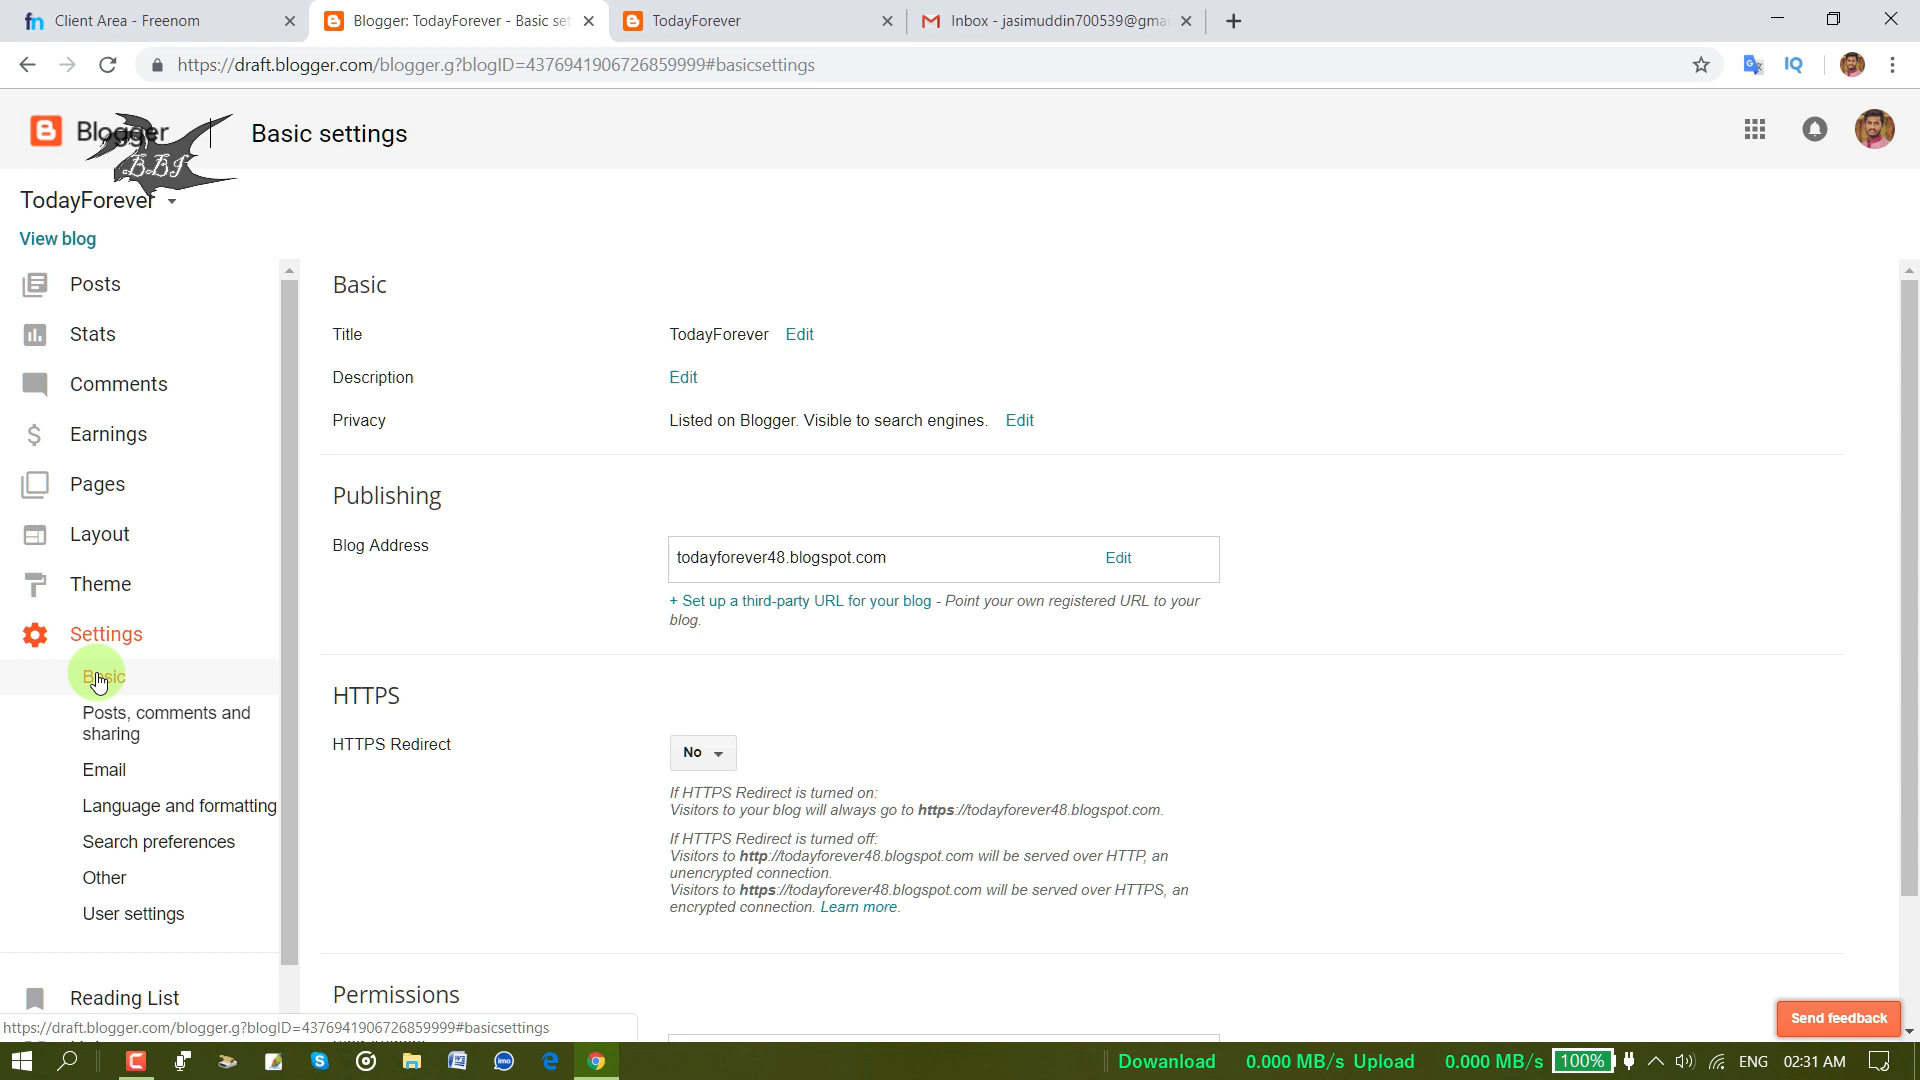 Client Area - Freenom
Blogger: TodayForever - Basic set
TodayForever
Inbox - jasimuddin700539@gmai
https://draft.blogger.com/blogger.g?blogID=4376941906726859999#basicsettings
IQ
Blogger
BBJ
Basic settings
TodayForever
View blog
Posts
Stats
Comments
Earnings
Pages
Layout
Theme
Settings
Basic
Posts, comments and
sharing
Email
Language and formatting
Search preferences
Other
User settings
Reading List
Basic
Title TodayForever Edit
Description Edit
Privacy Listed on Blogger. Visible to search engines. Edit
Publishing
Blog Address todayforever48.blogspot.com Edit
+ Set up a third-party URL for your blog - Point your own registered URL to your
blog.
HTTPS
HTTPS Redirect No
If HTTPS Redirect is turned on:
Visitors to your blog will always go to https://todayforever48.blogspot.com.
If HTTPS Redirect is turned off:
Visitors to http://todayforever48.blogspot.com will be served over HTTP, an
unencrypted connection.
Visitors to https://todayforever48.blogspot.com will be served over HTTPS, an
encrypted connection. Learn more.
Permissions
Send feedback
https://draft.blogger.com/blogger.g?blogID=4376941906726859999#basicsettings
Dowanload 0.000 MB/s Upload 0.000 MB/s 100% ENG 02:31 AM